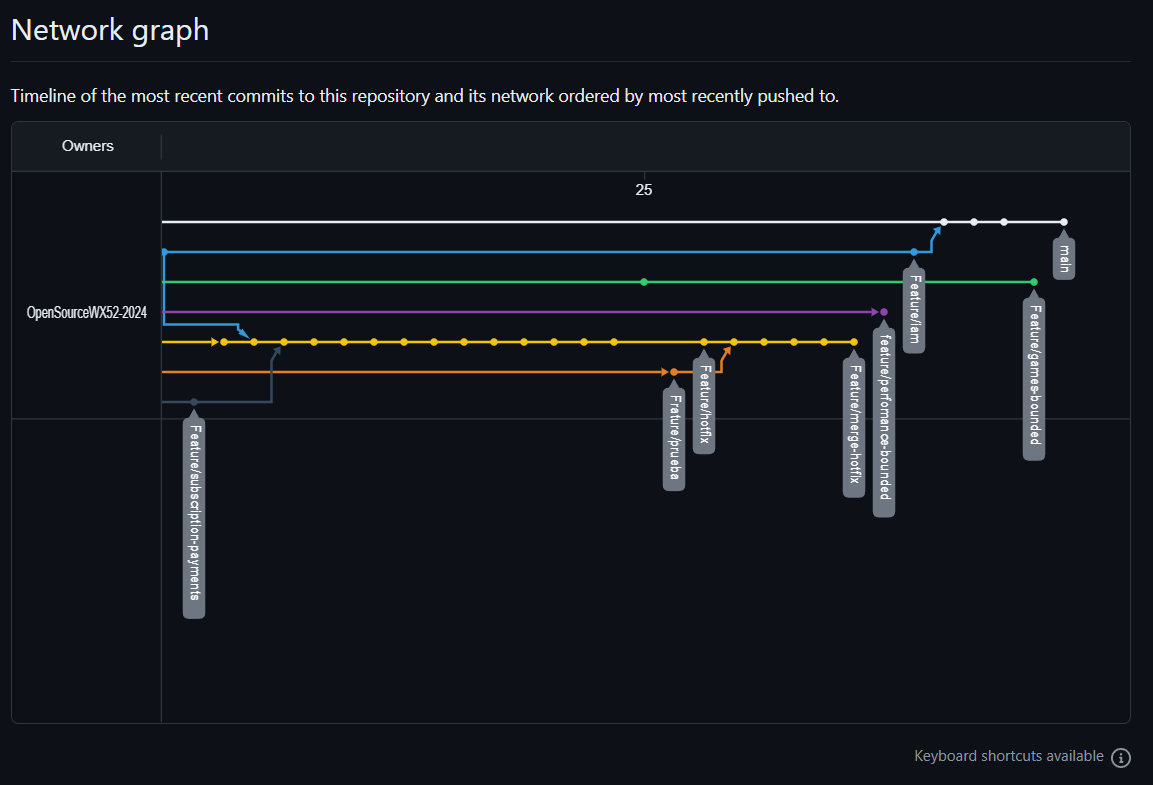 Network graph
Timeline of the most recent commits to this repository and its network ordered by most recently pushed to.
Owners
25
OpenSourceWX52-2024
main
Feature/iam
Feature/games-bounded
feature/perfomance-bounded
Feature/merge-hotfix
Feature/hotfix
Frature/prueba
Feature/subscription-payments
Keyboard shortcuts available